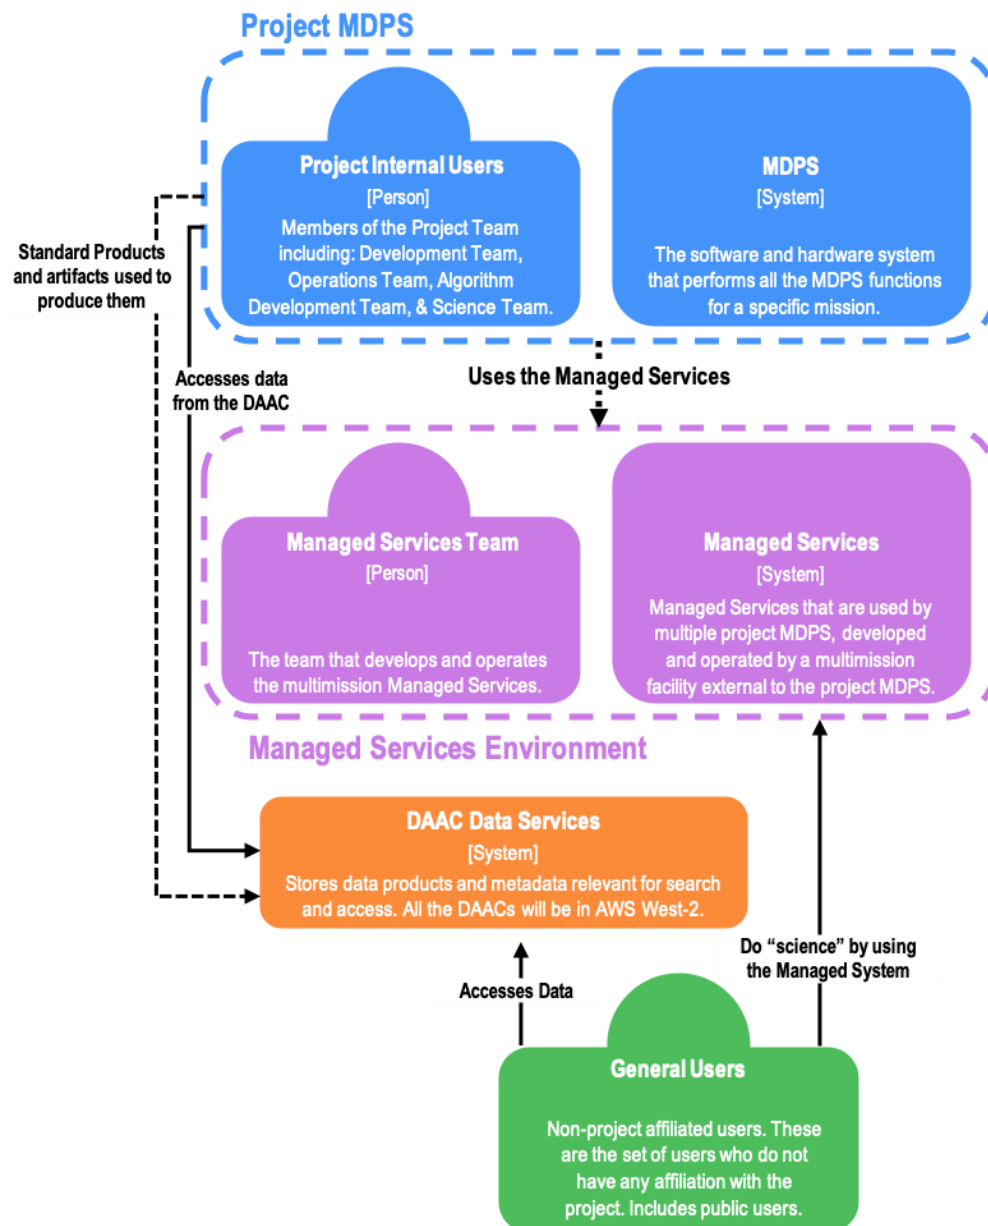 Project MDPS
Project Internal Users
[Person]
Members of the Project Team
including: Development Team,
Operations Team, Algorithm
Development Team, & Science Team.
MDPS
[System]
The software and hardware system
that performs all the MDPS functions
for a specific mission.
Standard Products
and artifacts used to
produce them
Accesses data
from the DAAC
Uses the Managed Services
Managed Services Team
[Person]
The team that develops and operates
the multimission Managed Services.
Managed Services
[System]
Managed Services that are used by
multiple project MDPS, developed
and operated by a multimission
facility external to the project MDPS.
Managed Services Environment
DAAC Data Services
[System]
Stores data products and metadata relevant for search
and access. All the DAACs will be in AWS West-2.
Accesses Data
Do “science” by using
the Managed System
General Users
Non-project affiliated users. These
are the set of users who do not
have any affiliation with the
project. Includes public users.